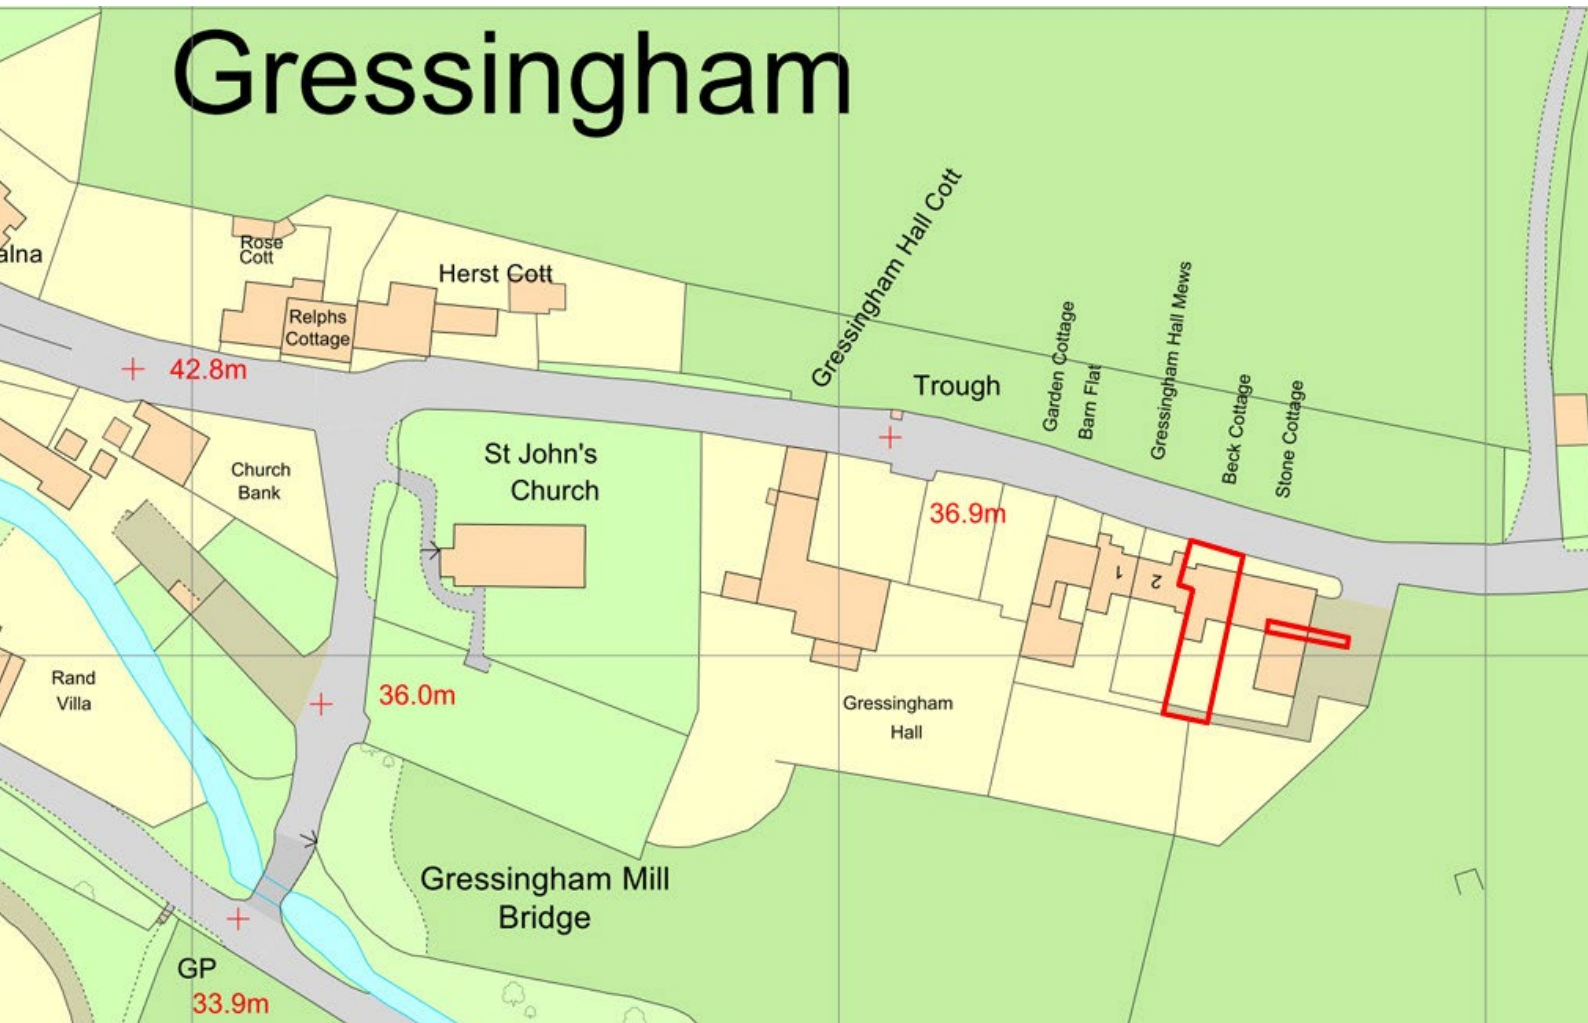 Gressingham
alna
Rose
Cott
Herst Cott
Relphs
Cottage
42.8m
Gressingham Hall Cott
Trough
Garden Cottage
Barn Flat
Gressingham Hall Mews
Beck Cottage
Stone Cottage
Church
Bank
St John's
Church
36.9m
1
2
Rand
Villa
36.0m
Gressingham
Hall
Gressingham Mill
Bridge
GP
33.9m